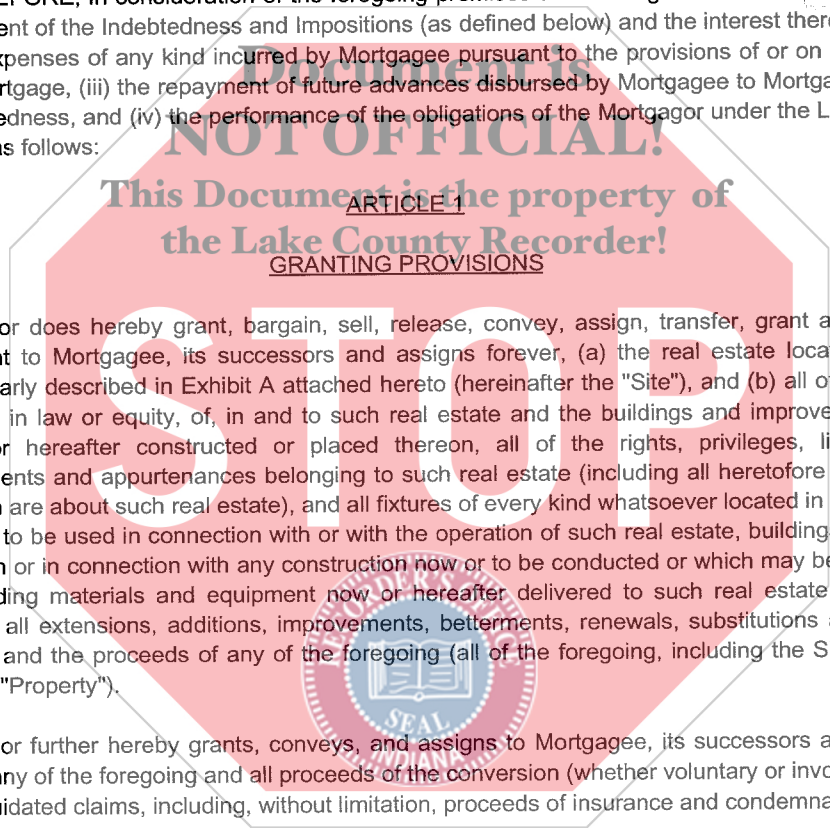 ent of the Indebtedness and Impositions (as defined below) and the interest there
xpenses of any kind incurred by Mortgagee pursuant to the provisions of or on
Document is
rtgage, (iii) the repayment of future advances disbursed by Mortgagee to Mortga
edness, and (iv) the performance of the obligations of the Mortgagor under the L
NOT OFFICIAL!
as follows:
This Document is the property of
ARTICLE 1
the Lake County Recorder!
GRANTING PROVISIONS
STOP
or does hereby grant, bargain, sell, release, convey, assign, transfer, grant a
nt to Mortgagee, its successors and assigns forever, (a) the real estate loca
arly described in Exhibit A attached hereto (hereinafter the "Site"), and (b) all o
in law or equity, of, in and to such real estate and the buildings and improve
or hereafter constructed or placed thereon, all of the rights, privileges, li
ents and appurtenances belonging to such real estate (including all heretofore
n are about such real estate), and all fixtures of every kind whatsoever located in
to be used in connection with or with the operation of such real estate, building
n or in connection with any construction now or to be conducted or which may be
ding materials and equipment now or hereafter delivered to such real estate
all extensions, additions, improvements, betterments, renewals, substitutions a
and the proceeds of any of the foregoing (all of the foregoing, including the S
"Property").
RECORDER'S OFFICE
SEAL
INDIANA
or further hereby grants, conveys, and assigns to Mortgagee, its successors a
any of the foregoing and all proceeds of the conversion (whether voluntary or invo
uidated claims, including, without limitation, proceeds of insurance and condemna